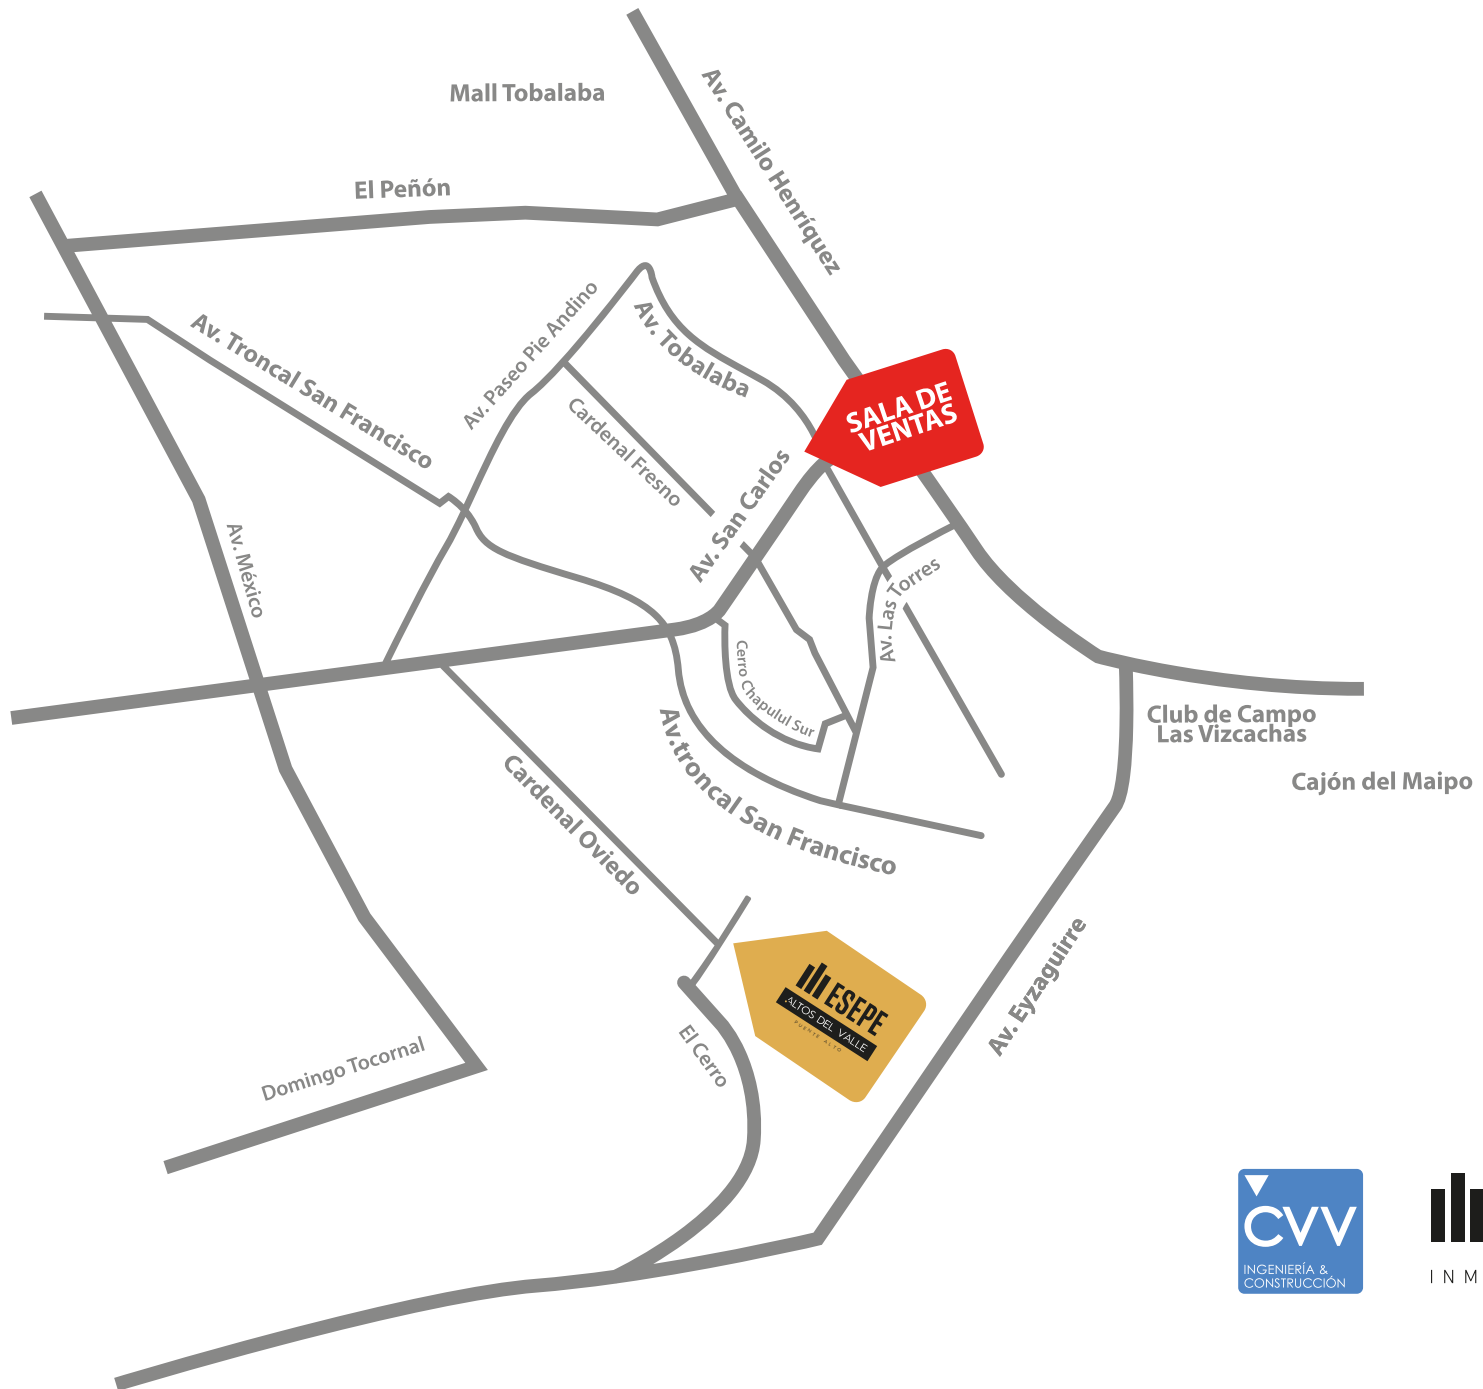 Mall Tobalaba
Av. Camilo Henríquez
El Peñón
Av. Paseo Pie Andino
Av. Tobalaba
Av. Troncal San Francisco
SALA DE
VENTAS
Cardenal Fresno
Av. San Carlos
Av. México
Av. Las Torres
Cerro Chapulul Sur
Club de Campo
Las Vizcachas
Cajón del Maipo
Av.troncal San Francisco
Cardenal Oviedo
Av. Eyzaguirre
ESEPE
ALTOS DEL VALLE
PUENTE ALTO
El Cerro
Domingo Tocornal
CVV
INGENIERÍA &
CONSTRUCCIÓN
INM